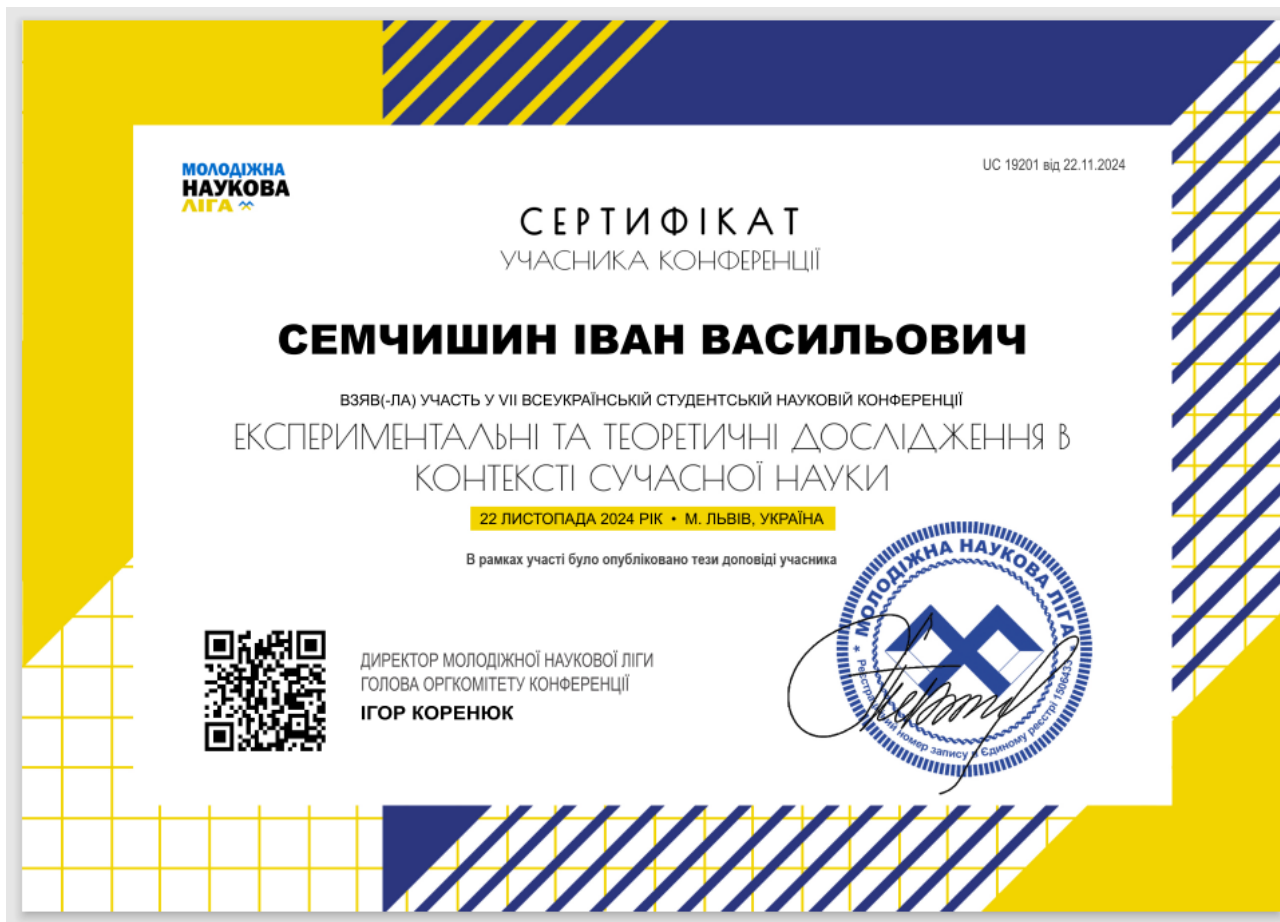 МОЛОДІЖНА
НАУКОВА
ЛІГА
UC 19201 від 22.11.2024
СЕРТИФІКАТ
УЧАСНИКА КОНФЕРЕНЦІЇ
СЕМЧИШИН ІВАН ВАСИЛЬОВИЧ
ВЗЯВ(-ЛА) УЧАСТЬ У VII ВСЕУКРАЇНСЬКІЙ СТУДЕНТСЬКІЙ НАУКОВІЙ КОНФЕРЕНЦІЇ
ЕКСПЕРИМЕНТАЛЬНІ ТА ТЕОРЕТИЧНІ ДОСЛІДЖЕННЯ В
КОНТЕКСТІ СУЧАСНОЇ НАУКИ
22 ЛИСТОПАДА 2024 РІК • М. ЛЬВІВ, УКРАЇНА
В рамках участі було опубліковано тези доповіді учасника
ДИРЕКТОР МОЛОДІЖНОЇ НАУКОВОЇ ЛІГИ
ГОЛОВА ОРГКОМІТЕТУ КОНФЕРЕНЦІЇ
ІГОР КОРЕНЮК
* МОЛОДІЖНА НАУКОВА ЛІГА *
Реєстраційний номер запису в Єдиному реєстрі 1506433